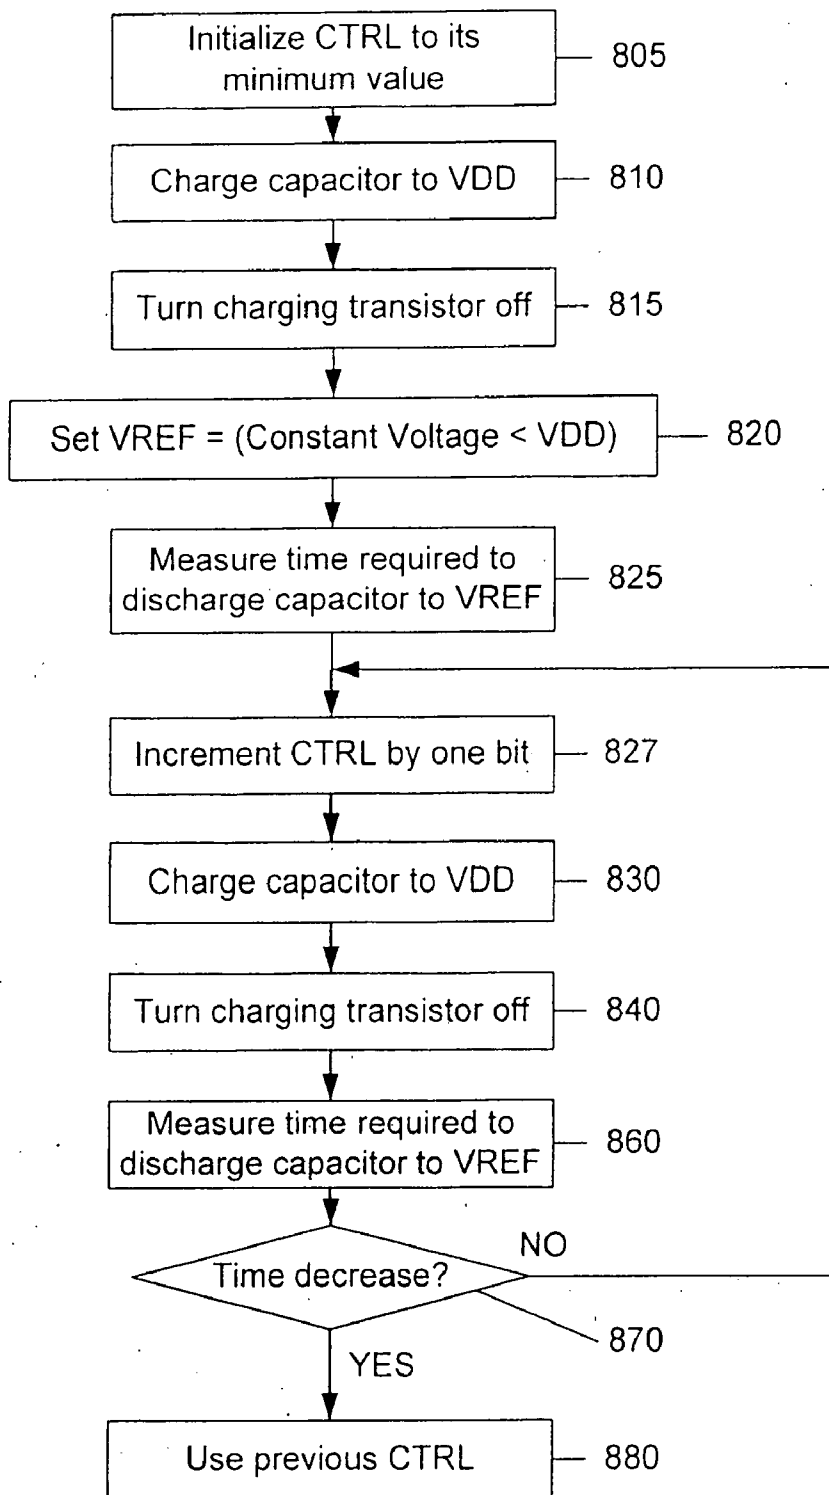 Initialize CTRL to its
minimum value
805
Charge capacitor to VDD
810
Turn charging transistor off
815
Set VREF = (Constant Voltage < VDD)
820
Measure time required to
discharge capacitor to VREF
825
Increment CTRL by one bit
827
Charge capacitor to VDD
830
Turn charging transistor off
840
Measure time required to
discharge capacitor to VREF
860
NO
Time decrease?
870
YES
Use previous CTRL
880